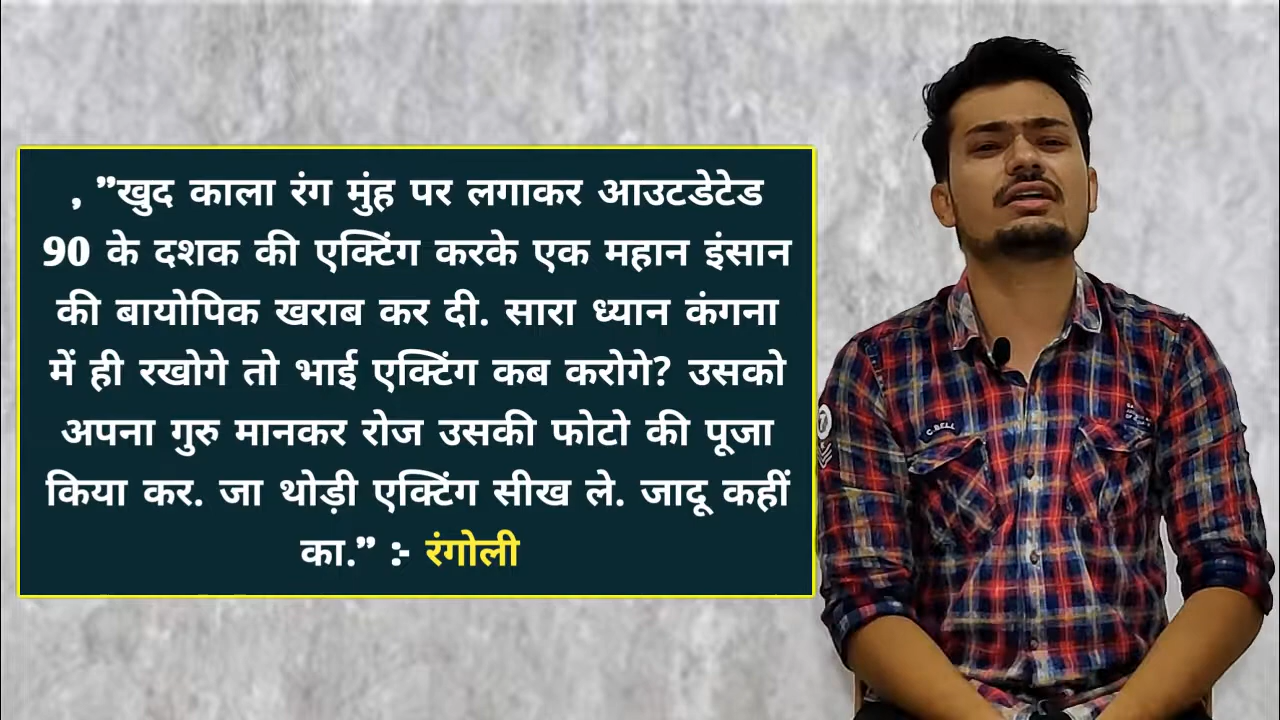 , ”खुद काला रंग मुंह पर लगाकर आउटडेटेड
90 के दशक की एक्टिंग करके एक महान इंसान
की बायोपिक खराब कर दी. सारा ध्यान कंगना
में ही रखोगे तो भाई एक्टिंग कब करोगे? उसको
अपना गुरु मानकर रोज उसकी फोटो की पूजा
किया कर. जा थोड़ी एक्टिंग सीख ले. जादू कहीं
का.” :- रंगोली
C.BELL